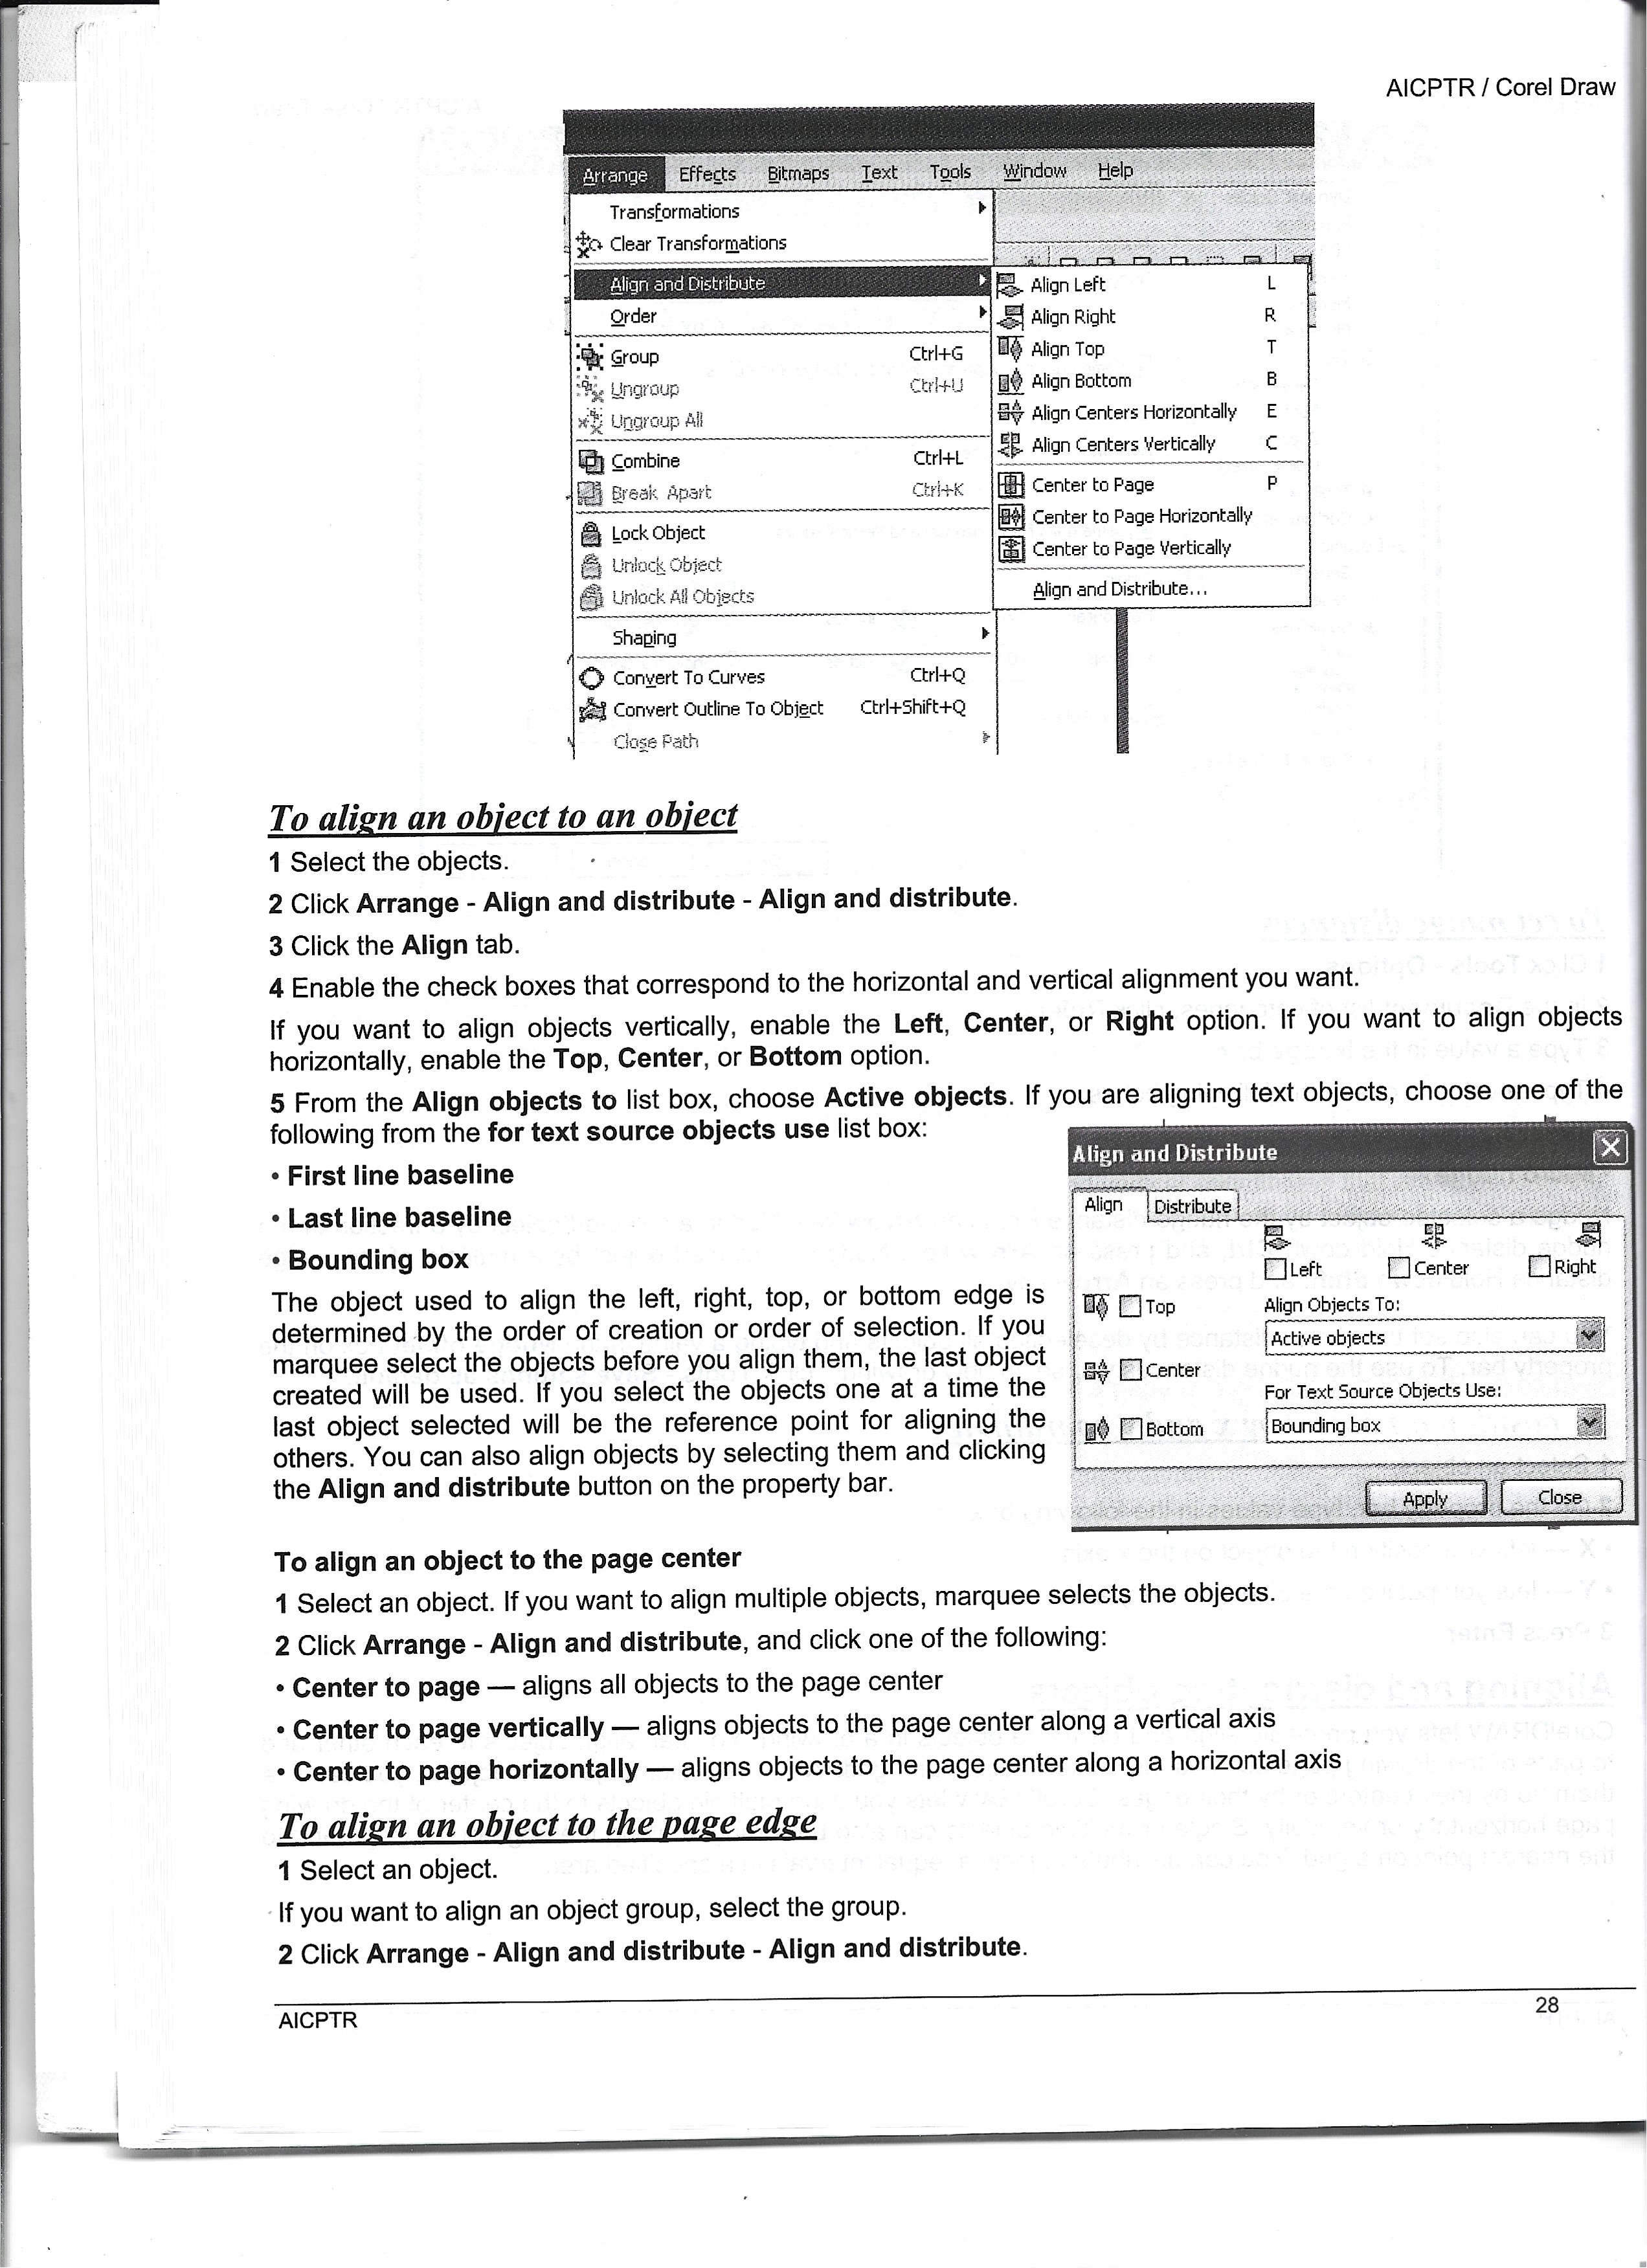 AICPTR / Corel Draw
Arrange Effects Bitmaps Text Tools Window Help
Transformations
Clear Transformations
Align and Distribute
Order
Group Ctrl+G
Ungroup Ctrl+U
Ungroup All
Combine Ctrl+L
Break Apart Ctrl+K
Lock Object
Unlock Object
Unlock All Objects
Shaping
Convert To Curves Ctrl+Q
Convert Outline To Object Ctrl+Shift+Q
Close Path
Align Left L
Align Right R
Align Top T
Align Bottom B
Align Centers Horizontally E
Align Centers Vertically C
Center to Page P
Center to Page Horizontally
Center to Page Vertically
Align and Distribute...
To align an object to an object
1 Select the objects.
2 Click Arrange - Align and distribute - Align and distribute.
3 Click the Align tab.
4 Enable the check boxes that correspond to the horizontal and vertical alignment you want.
If you want to align objects vertically, enable the Left, Center, or Right option. If you want to align objects
horizontally, enable the Top, Center, or Bottom option.
5 From the Align objects to list box, choose Active objects. If you are aligning text objects, choose one of the
following from the for text source objects use list box:
• First line baseline
• Last line baseline
• Bounding box
The object used to align the left, right, top, or bottom edge is
determined by the order of creation or order of selection. If you
marquee select the objects before you align them, the last object
created will be used. If you select the objects one at a time the
last object selected will be the reference point for aligning the
others. You can also align objects by selecting them and clicking
the Align and distribute button on the property bar.
Align and Distribute
Align Distribute
Left Center Right
Top Align Objects To:
Active objects
Center
For Text Source Objects Use:
Bottom Bounding box
Apply Close
To align an object to the page center
1 Select an object. If you want to align multiple objects, marquee selects the objects.
2 Click Arrange - Align and distribute, and click one of the following:
• Center to page — aligns all objects to the page center
• Center to page vertically — aligns objects to the page center along a vertical axis
• Center to page horizontally — aligns objects to the page center along a horizontal axis
To align an object to the page edge
1 Select an object.
If you want to align an object group, select the group.
2 Click Arrange - Align and distribute - Align and distribute.
AICPTR 28